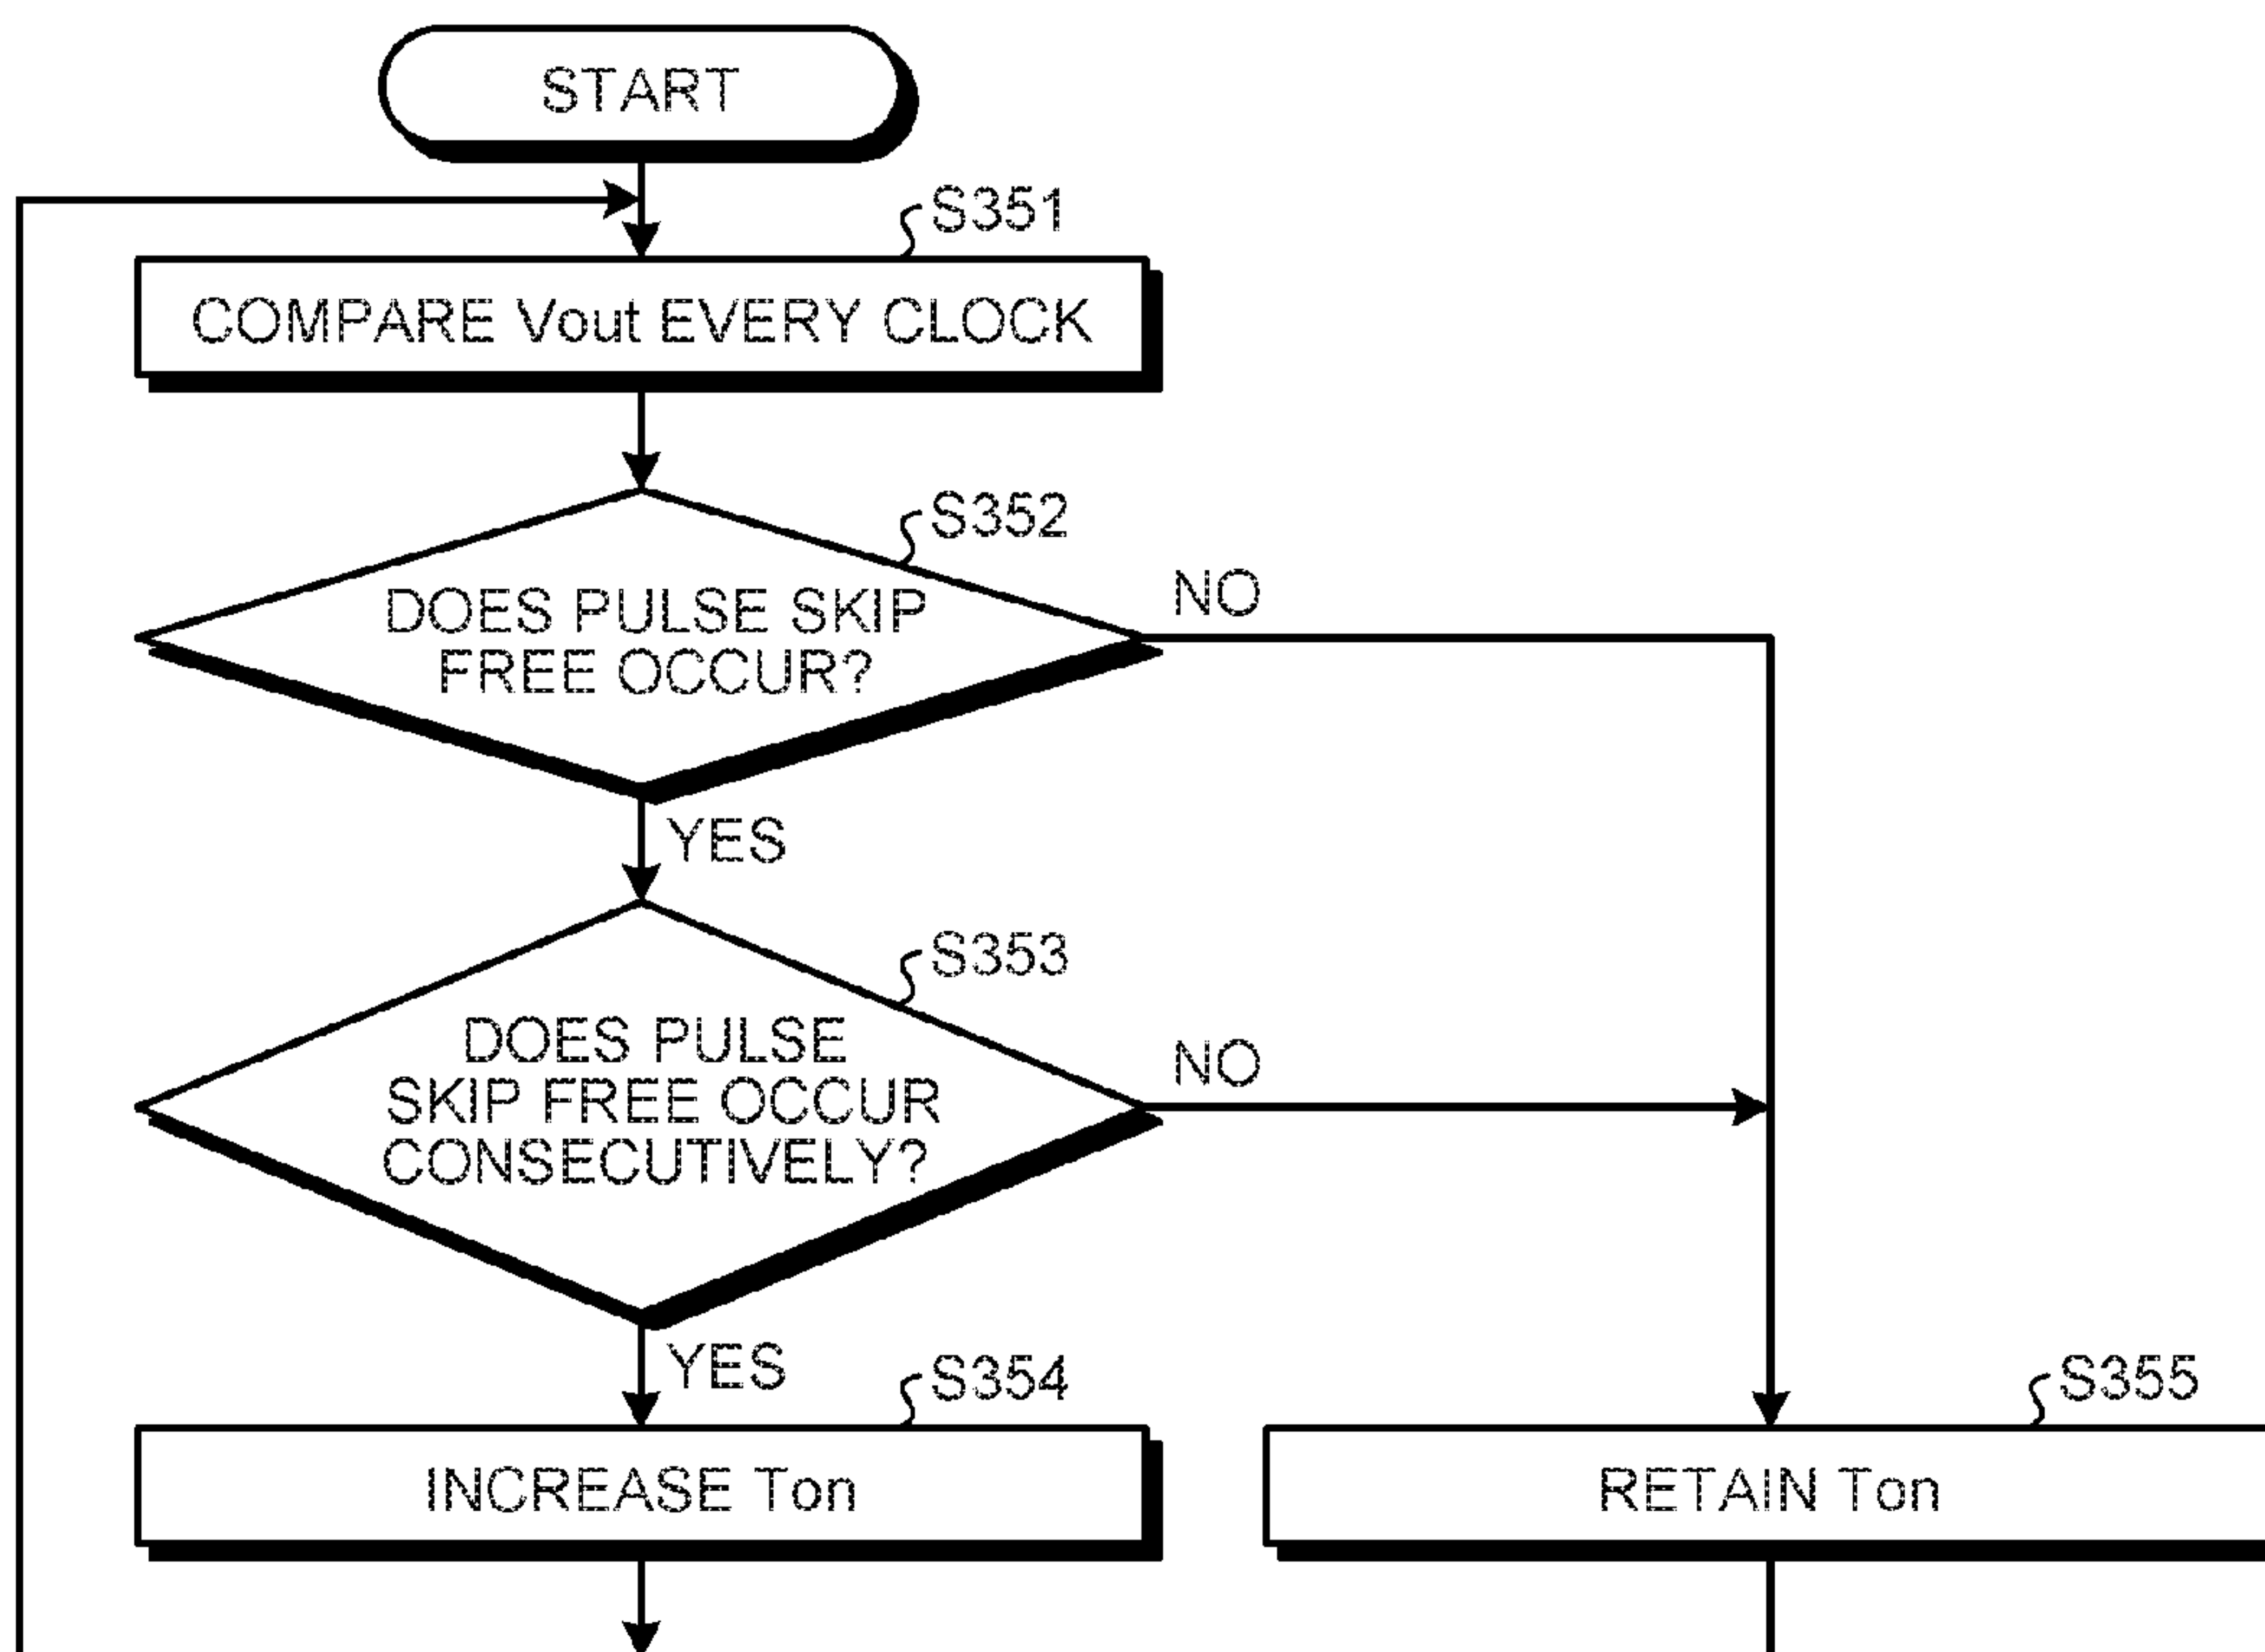 START
S351
COMPARE Vout EVERY CLOCK
S352
DOES PULSE SKIP
FREE OCCUR?
NO
YES
S353
DOES PULSE
SKIP FREE OCCUR
CONSECUTIVELY?
NO
YES
S354
INCREASE Ton
S355
RETAIN Ton